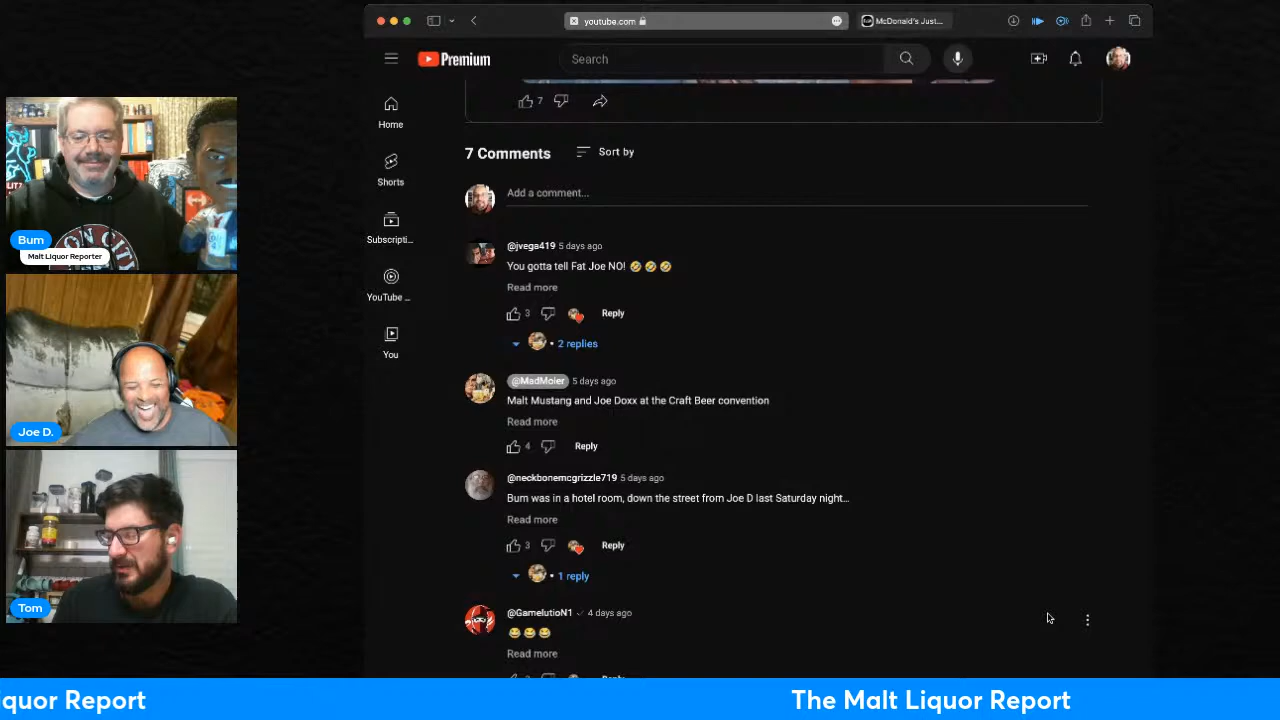 youtube.com
McDonald's Just...
Premium
Search
7
Home
Shorts
Subscripti...
YouTube ...
You
7 Comments
Sort by
Add a comment...
@jvega419 5 days ago
You gotta tell Fat Joe NO! 🤣 🤣 🤣
Read more
3
Reply
• 2 replies
@MadMoler 5 days ago
Malt Mustang and Joe Doxx at the Craft Beer convention
Read more
4
Reply
@neckbonemcgrizzle719 5 days ago
Bum was in a hotel room, down the street from Joe D last Saturday night...
Read more
3
Reply
• 1 reply
@GamelutioN1 4 days ago
😂 😂 😂
Read more
Bum
Malt Liquor Reporter
Joe D.
Tom
iquor Report
The Malt Liquor Report